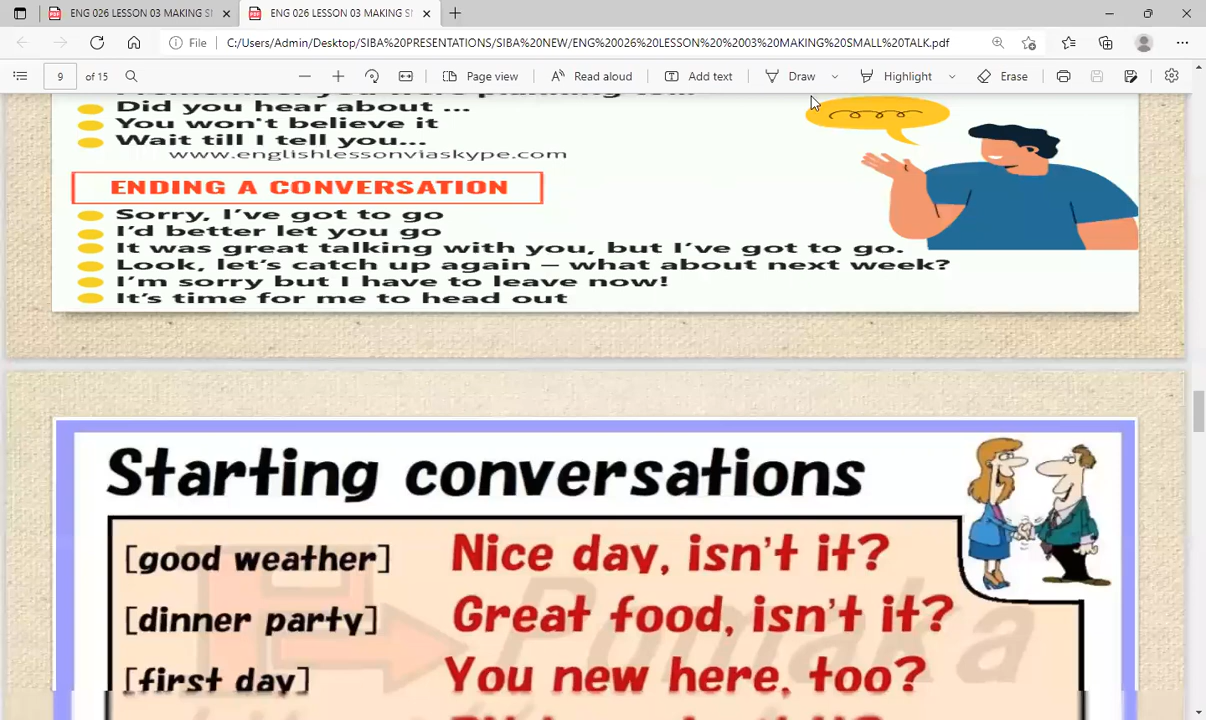 ENG 026 LESSON 03 MAKING S
ENG 026 LESSON 03 MAKING S
File C:/Users/Admin/Desktop/SIBA%20PRESENTATIONS/SIBA%20NEW/ENG%20026%20LESSON%20%2003%20MAKING%20SMALL%20TALK.pdf
9 of 15 Page view Read aloud Add text Draw Highlight Erase
Did you hear about ...
You won't believe it
Wait till I tell you...
www.englishlessonviaskype.com
ENDING A CONVERSATION
Sorry, I've got to go
I'd better let you go
It was great talking with you, but I've got to go.
Look, let's catch up again – what about next week?
I'm sorry but I have to leave now!
It's time for me to head out
Starting conversations
[good weather] Nice day, isn't it?
[dinner party] Great food, isn't it?
[first day] You new here, too?
Pomaka